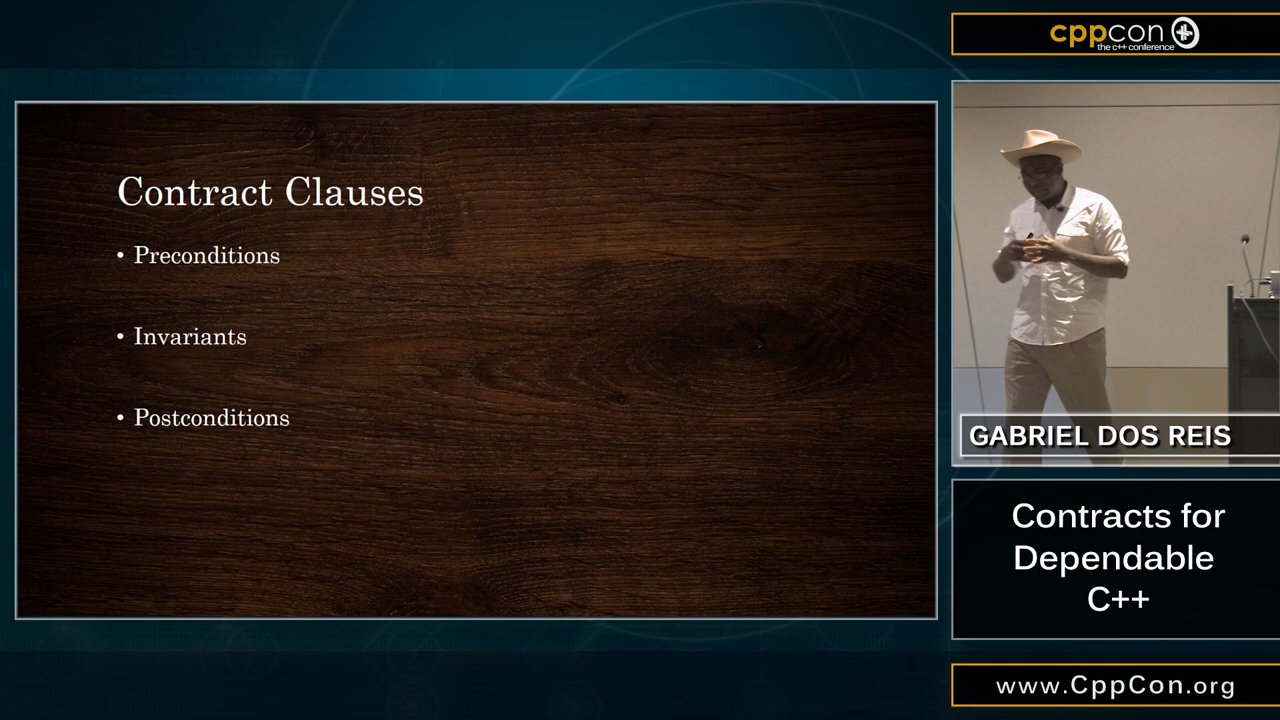 cppcon
the c++ conference
Contract Clauses
• Preconditions
• Invariants
• Postconditions
GABRIEL DOS REIS
Contracts for
Dependable
C++
www.CppCon.org